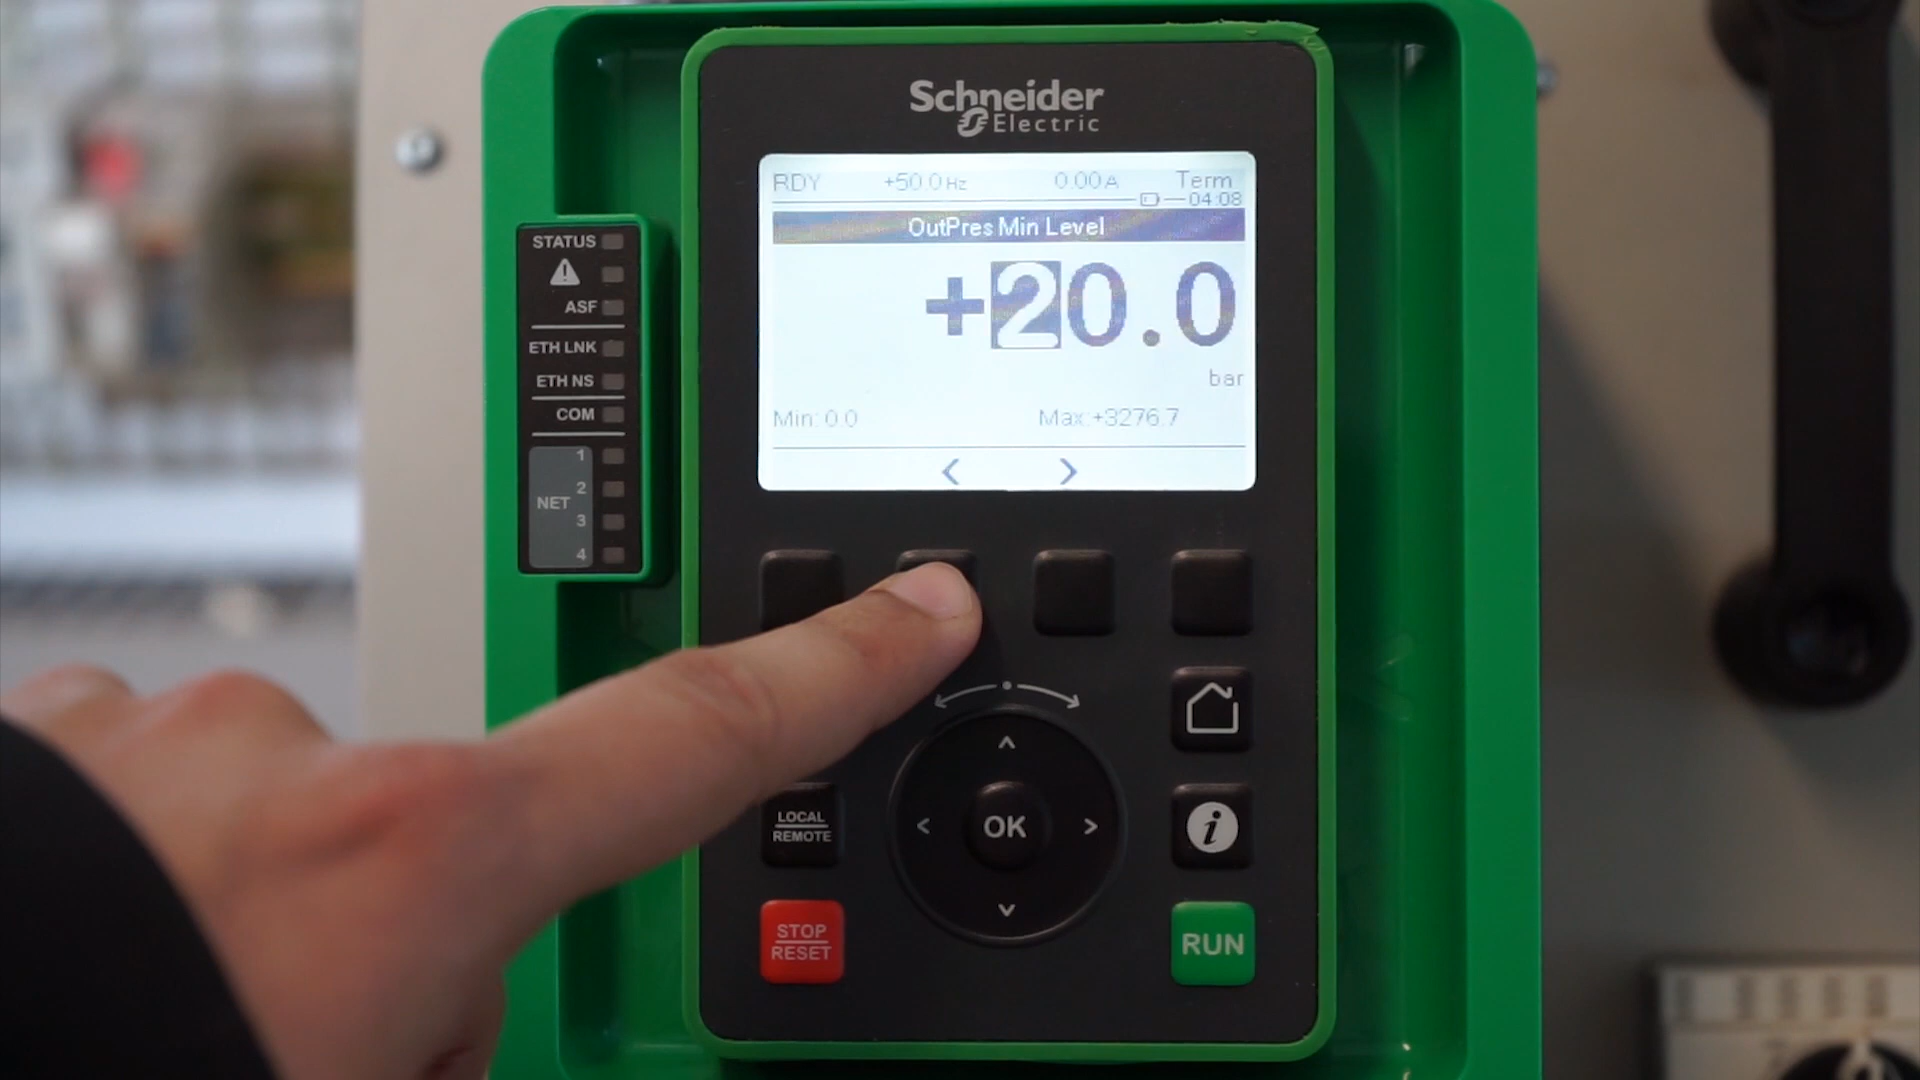 Schneider
Electric
RDY +50.0Hz 0.00A Term
04:08
OutPres Min Level
+20.0
bar
Min: 0.0 Max:+3276.7
< >
STATUS
ASF
ETH LNK
ETH NS
COM
NET
1
2
3
4
LOCAL
REMOTE
OK
i
STOP
RESET
RUN